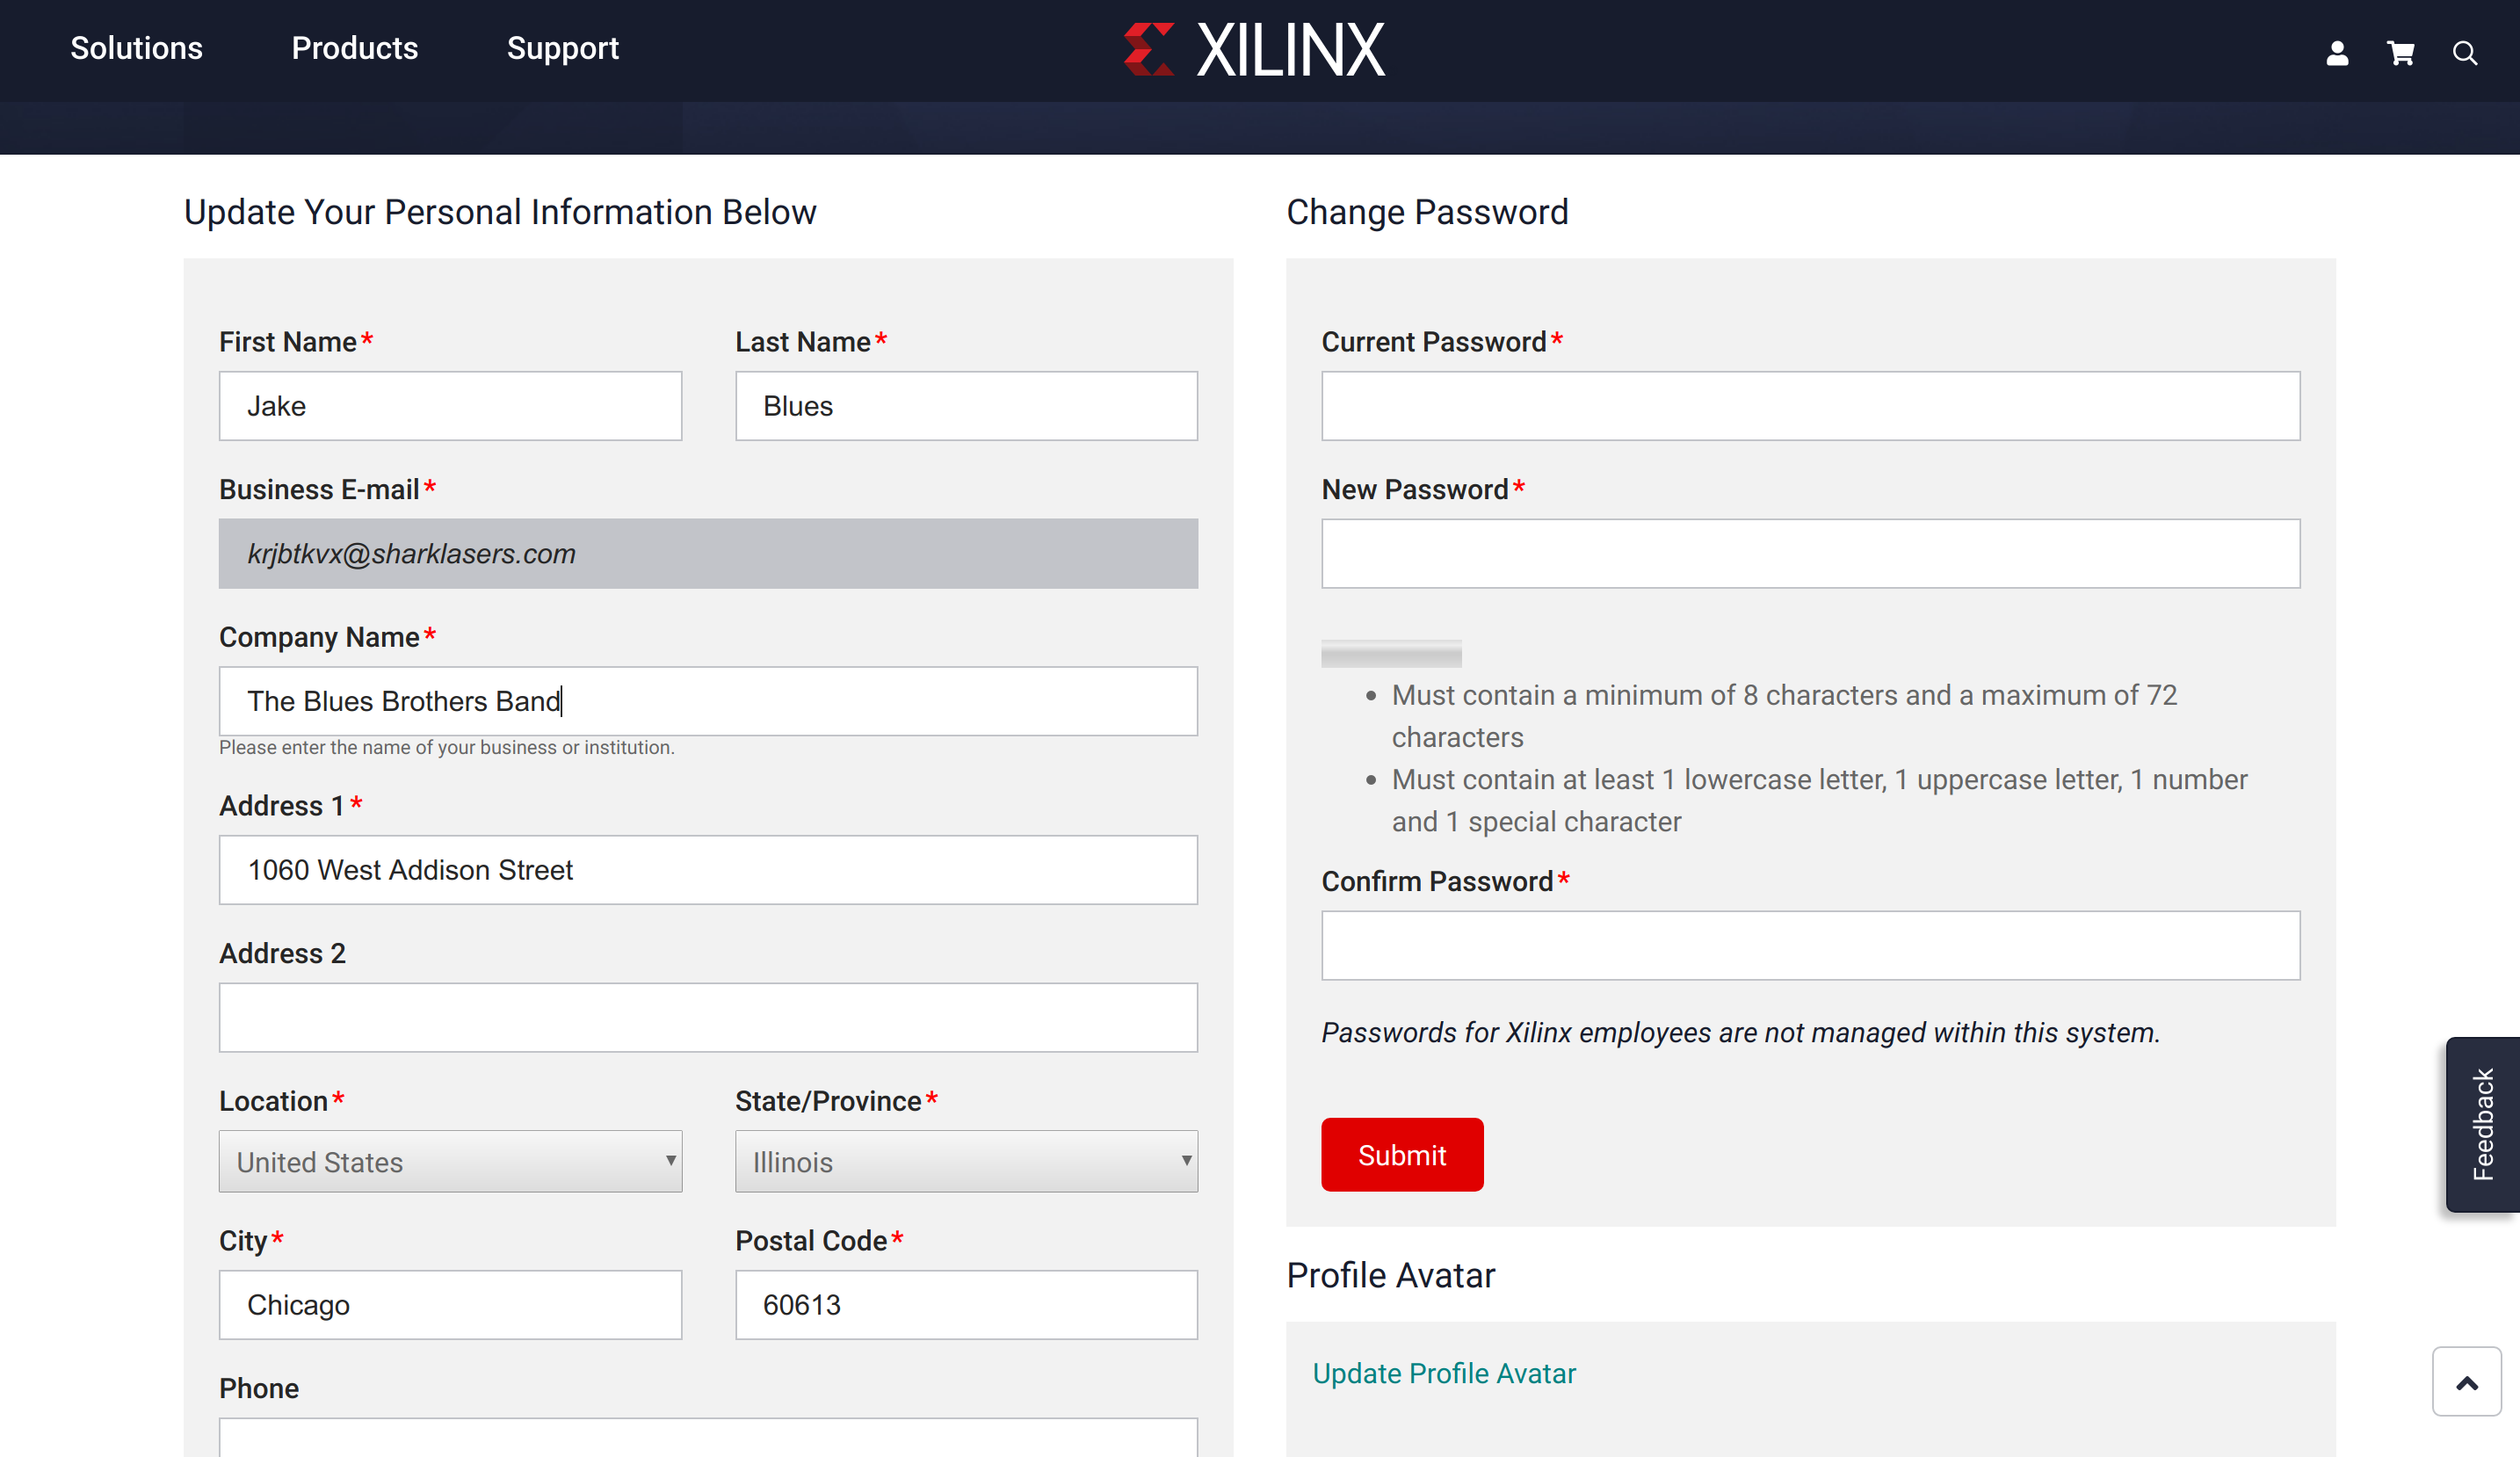 Solutions Products Support XILINX
Update Your Personal Information Below
First Name*
Jake
Last Name*
Blues
Business E-mail*
krjbtkvx@sharklasers.com
Company Name*
The Blues Brothers Band
Please enter the name of your business or institution.
Address 1*
1060 West Addison Street
Address 2
Location*
United States
State/Province*
Illinois
City*
Chicago
Postal Code*
60613
Phone
Change Password
Current Password*
New Password*
Must contain a minimum of 8 characters and a maximum of 72
characters
Must contain at least 1 lowercase letter, 1 uppercase letter, 1 number
and 1 special character
Confirm Password*
Passwords for Xilinx employees are not managed within this system.
Submit
Profile Avatar
Update Profile Avatar
Feedback